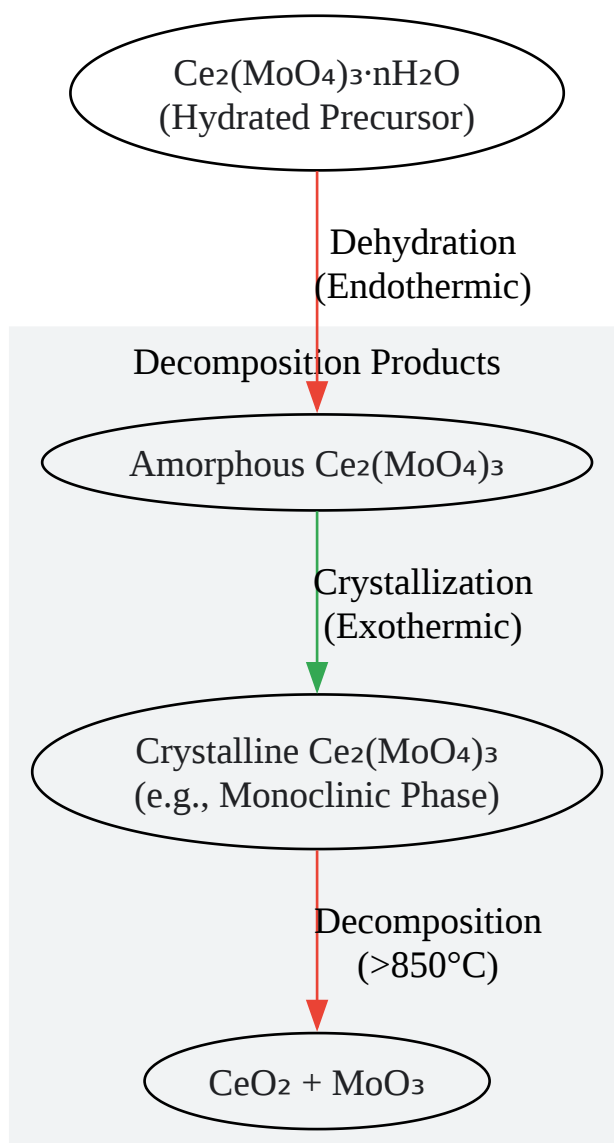 Ce₂(MoO₄)₃·nH₂O
(Hydrated Precursor)
Dehydration
(Endothermic)
Decomposition Products
Amorphous Ce₂(MoO₄)₃
Crystallization
(Exothermic)
Crystalline Ce₂(MoO₄)₃
(e.g., Monoclinic Phase)
Decomposition
(>850°C)
CeO₂ + MoO₃